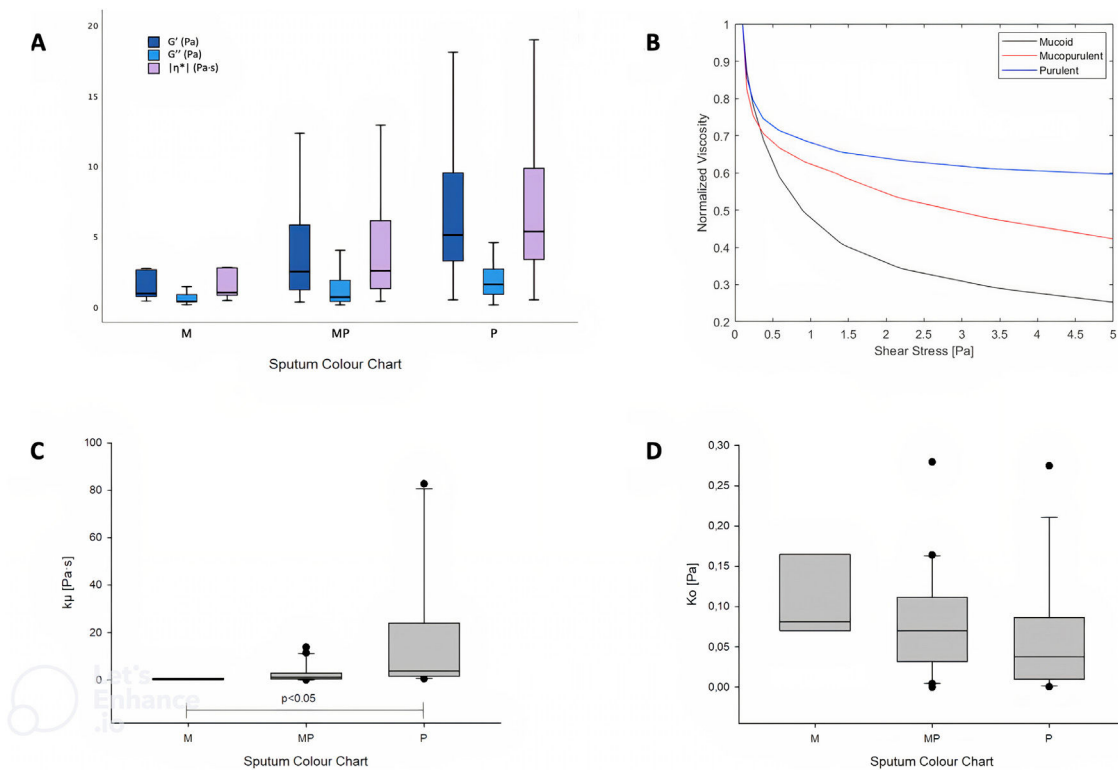 A
G' (Pa)
G'' (Pa)
|η*| (Pa·s)
20
15
10
5
0
M MP P
Sputum Colour Chart
B
Mucoid
Mucopurulent
Purulent
Normalized Viscosity
1
0.9
0.8
0.7
0.6
0.5
0.4
0.3
0.2
0 0.5 1 1.5 2 2.5 3 3.5 4 4.5 5
Shear Stress [Pa]
C
kμ [Pa·s]
100
80
60
40
20
0
p<0.05
M MP P
Sputum Colour Chart
Let's
Enhance
.io
D
Ko [Pa]
0,30
0,25
0,20
0,15
0,10
0,05
0,00
M MP P
Sputum Colour Chart